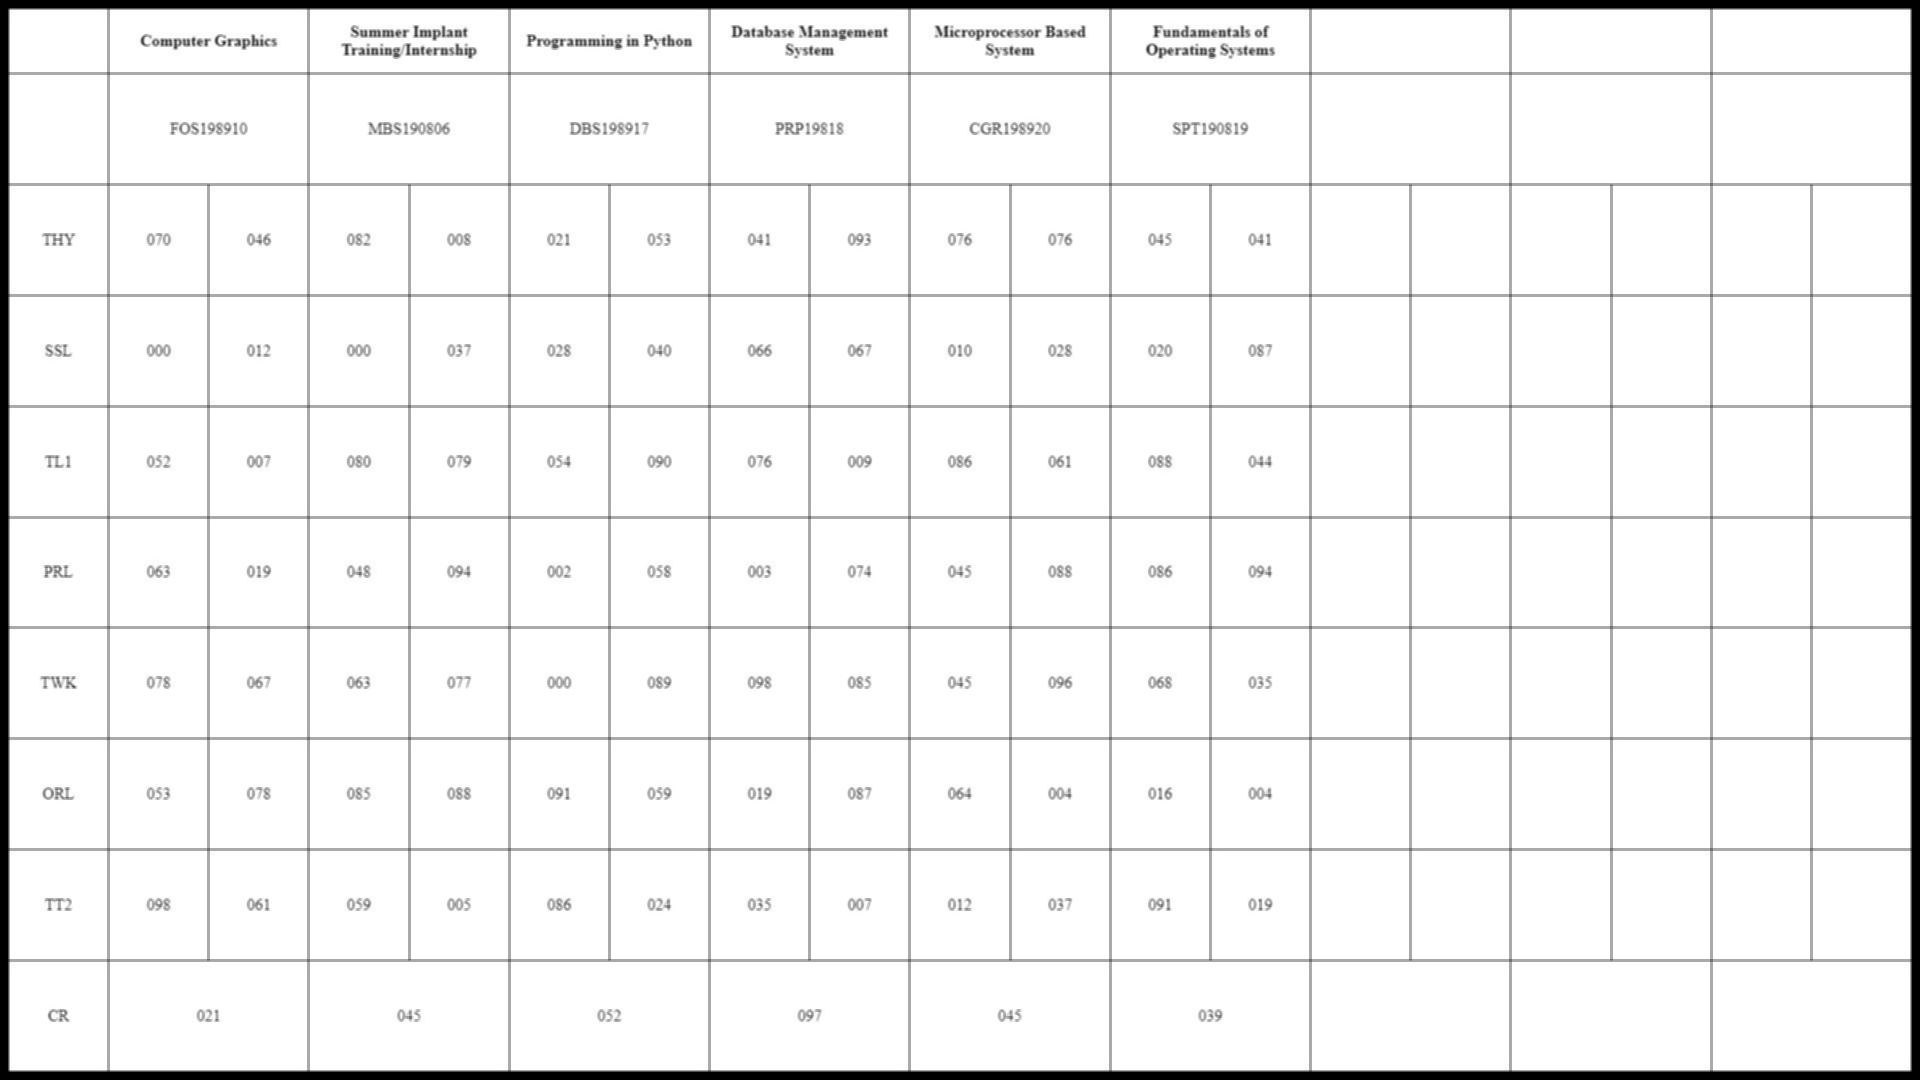 Computer Graphics Summer Implant Training/Internship Programming in Python Database Management System Microprocessor Based System Fundamentals of Operating Systems
FOS198910 MBS190806 DBS198917 PRP19818 CGR198920 SPT190819
THY 070 046 082 008 021 053 041 093 076 076 045 041
SSL 000 012 000 037 028 040 066 067 010 028 020 087
TL1 052 007 080 079 054 090 076 009 086 061 088 044
PRL 063 019 048 094 002 058 003 074 045 088 086 094
TWK 078 067 063 077 000 089 098 085 045 096 068 035
ORL 053 078 085 088 091 059 019 087 064 004 016 004
TT2 098 061 059 005 086 024 035 007 012 037 091 019
CR 021 045 052 097 045 039